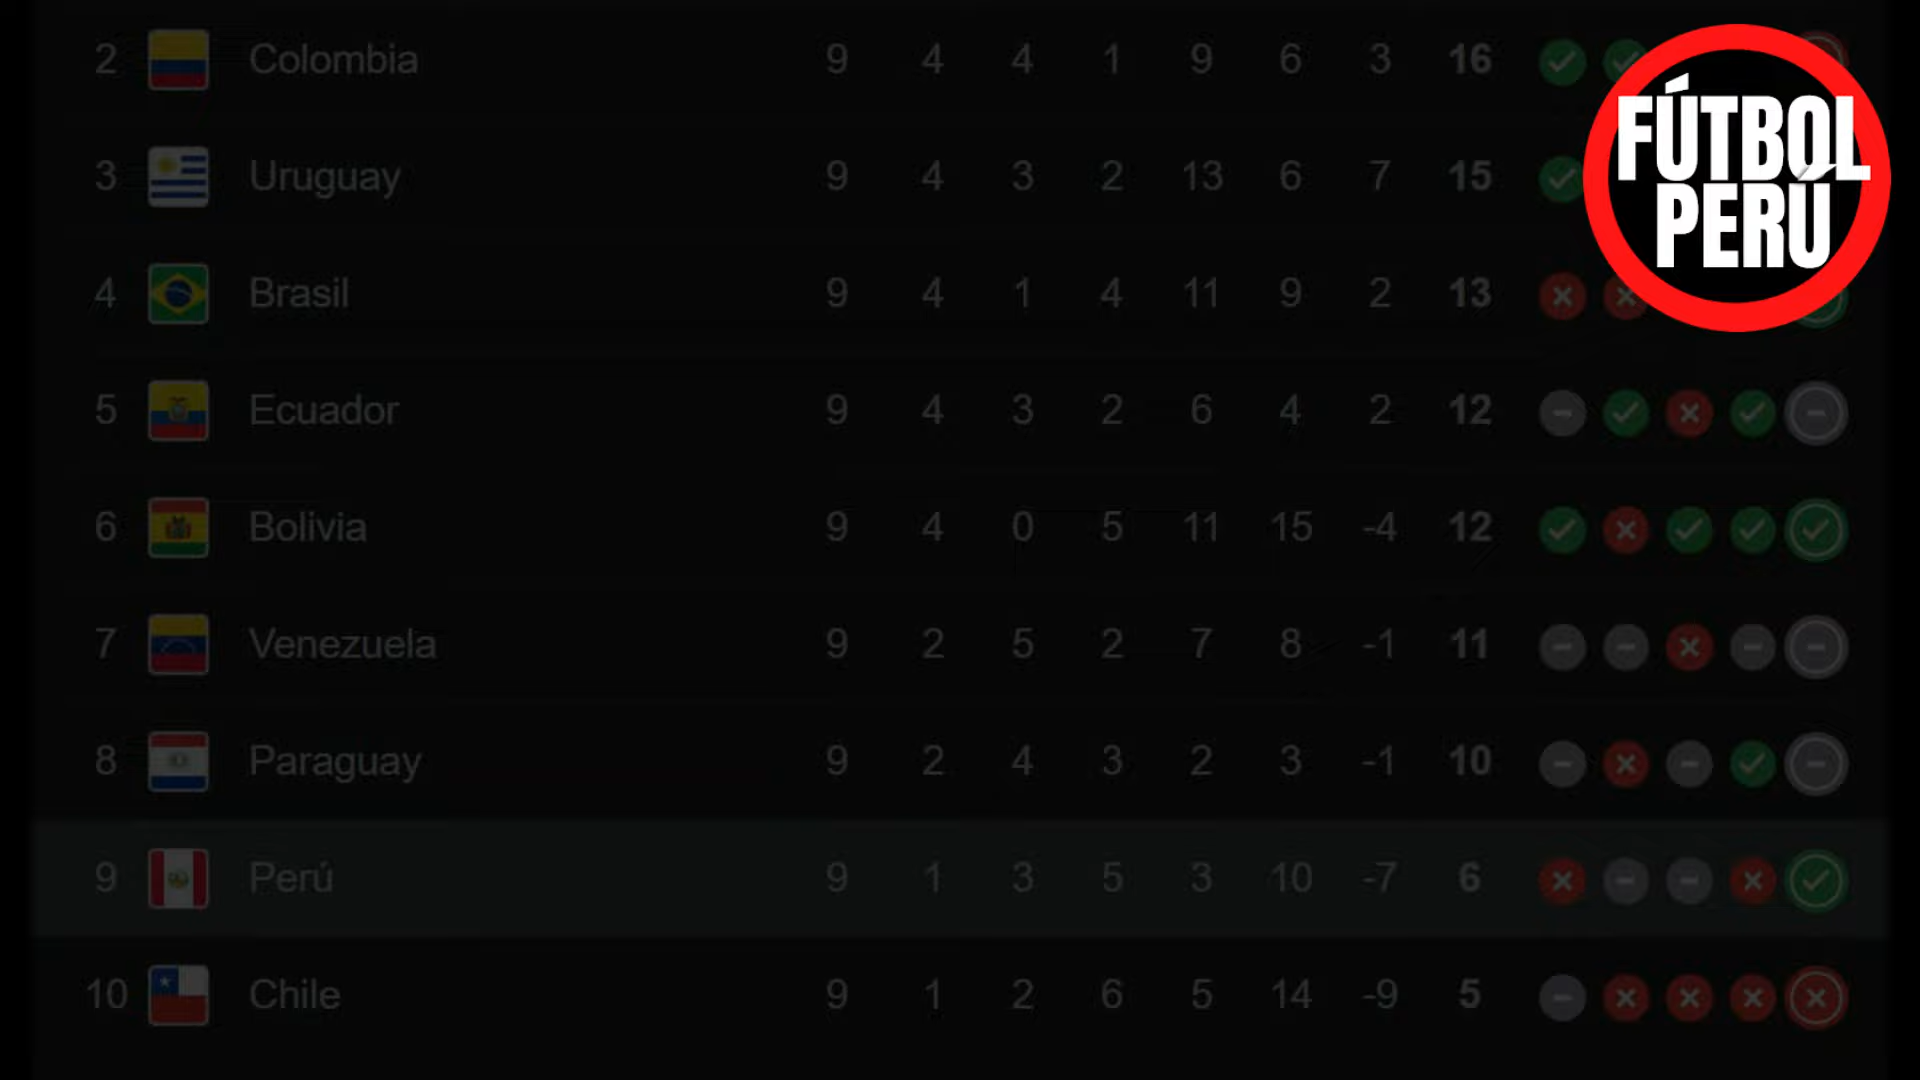 2 Colombia 9 4 4 1 9 6 3 16
FÚTBOL
PERÚ
3 Uruguay 9 4 3 2 13 6 7 15
4 Brasil 9 4 1 4 11 9 2 13
5 Ecuador 9 4 3 2 6 4 2 12
6 Bolivia 9 4 0 5 11 15 -4 12
7 Venezuela 9 2 5 2 7 8 -1 11
8 Paraguay 9 2 4 3 2 3 -1 10
9 Perú 9 1 3 5 3 10 -7 6
10 Chile 9 1 2 6 5 14 -9 5